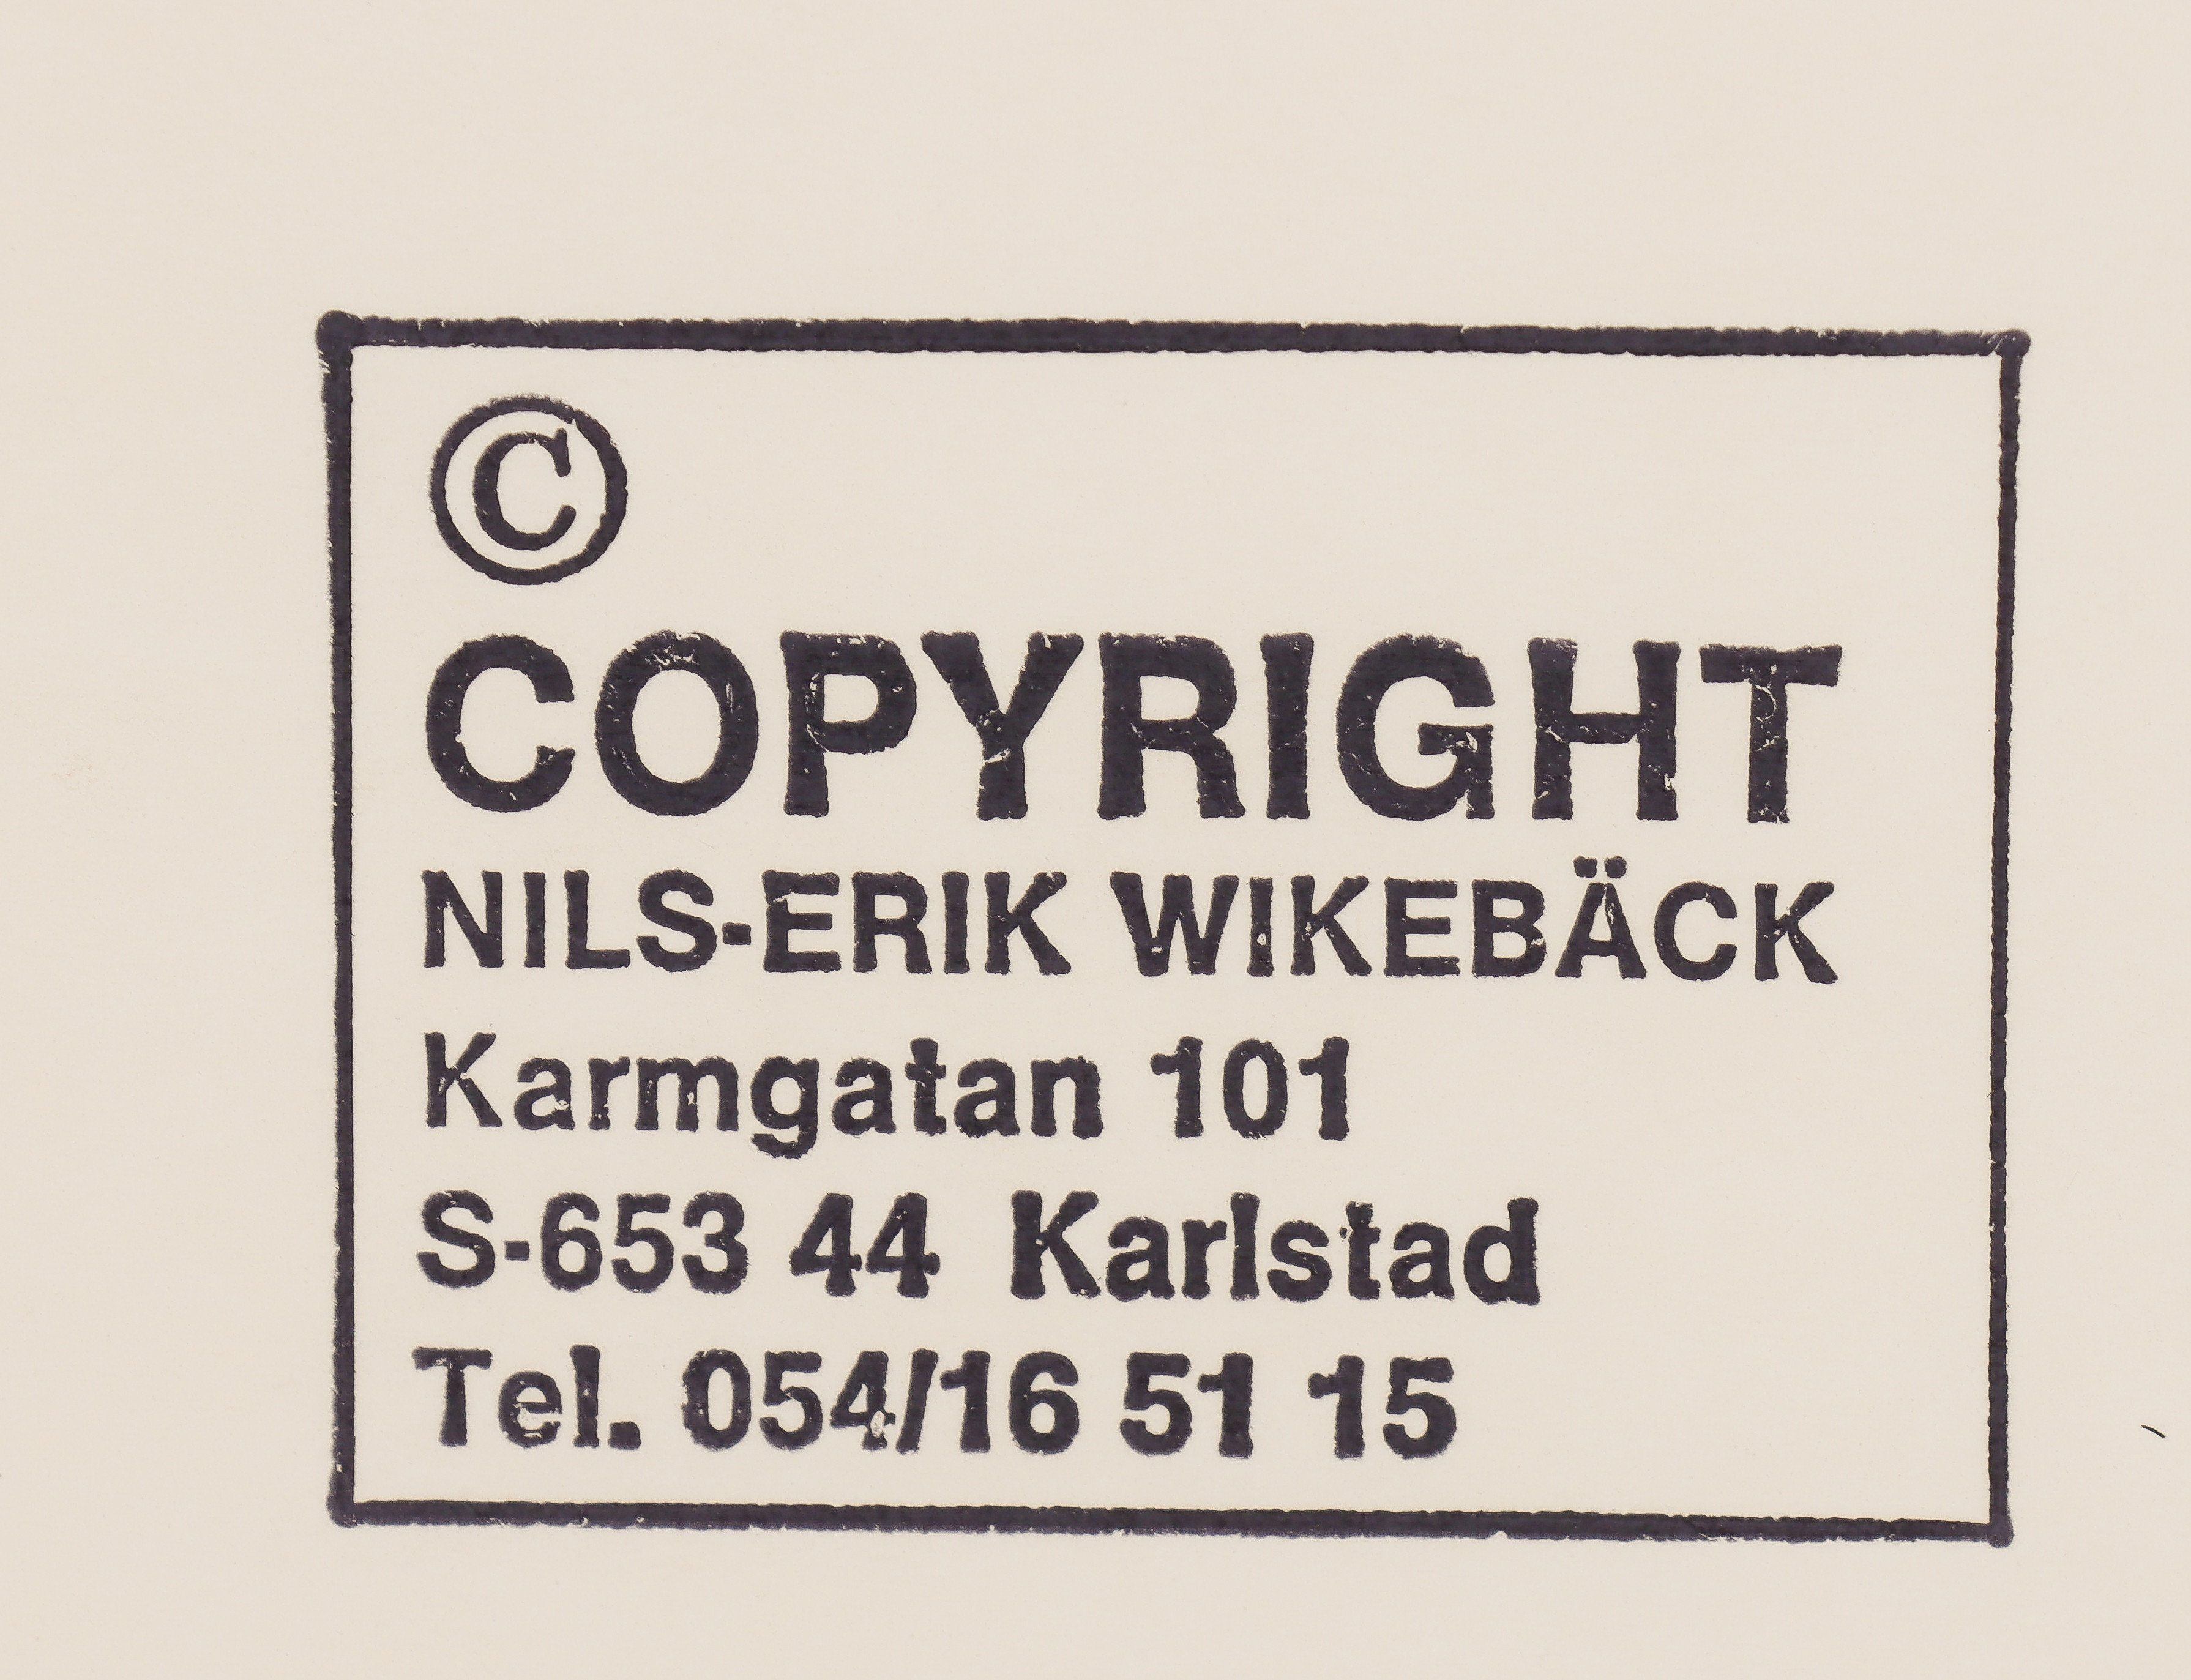 ©
COPYRIGHT
NILS-ERIK WIKEBÄCK
Karmgatan 101
S-653 44 Karlstad
Tel. 054/16 51 15